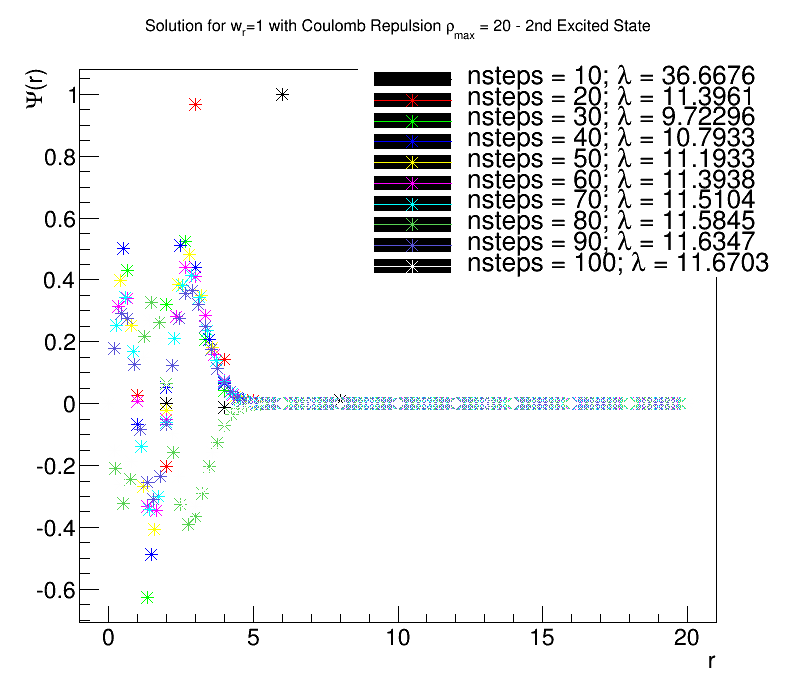 Solution for wr=1 with Coulomb Repulsion ρmax = 20 - 2nd Excited State
Ψ(r)
nsteps = 10; λ = 36.6676
nsteps = 20; λ = 11.3961
nsteps = 30; λ = 9.72296
nsteps = 40; λ = 10.7933
nsteps = 50; λ = 11.1933
nsteps = 60; λ = 11.3938
nsteps = 70; λ = 11.5104
nsteps = 80; λ = 11.5845
nsteps = 90; λ = 11.6347
nsteps = 100; λ = 11.6703
1
0.8
0.6
0.4
0.2
0
-0.2
-0.4
-0.6
0 5 10 15 20
r